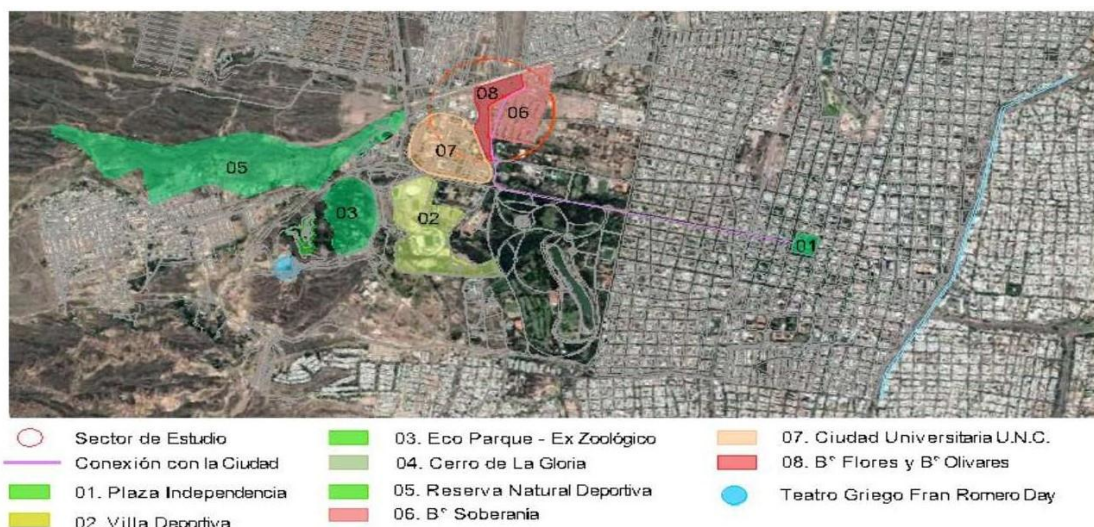 08
06
07
05
03
02
01
Sector de Estudio
Conexión con la Ciudad
01. Plaza Independencia
02. Villa Deportiva
03. Eco Parque - Ex Zoológico
04. Cerro de La Gloria
05. Reserva Natural Deportiva
06. B° Soberania
07. Ciudad Universitaria U.N.C.
08. B° Flores y B° Olivares
Teatro Griego Fran Romero Day